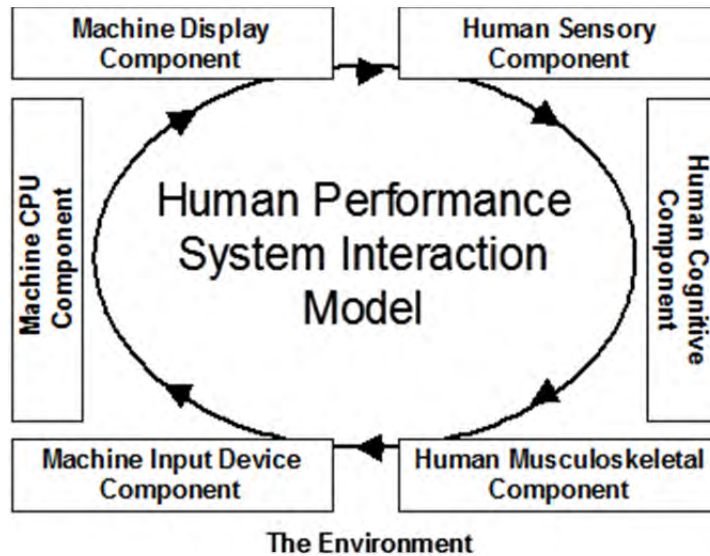 Machine Display
Component
Human Sensory
Component
Machine CPU
Component
Human Performance
System Interaction
Model
Human Cognitive
Component
Machine Input Device
Component
Human Musculoskeletal
Component
The Environment